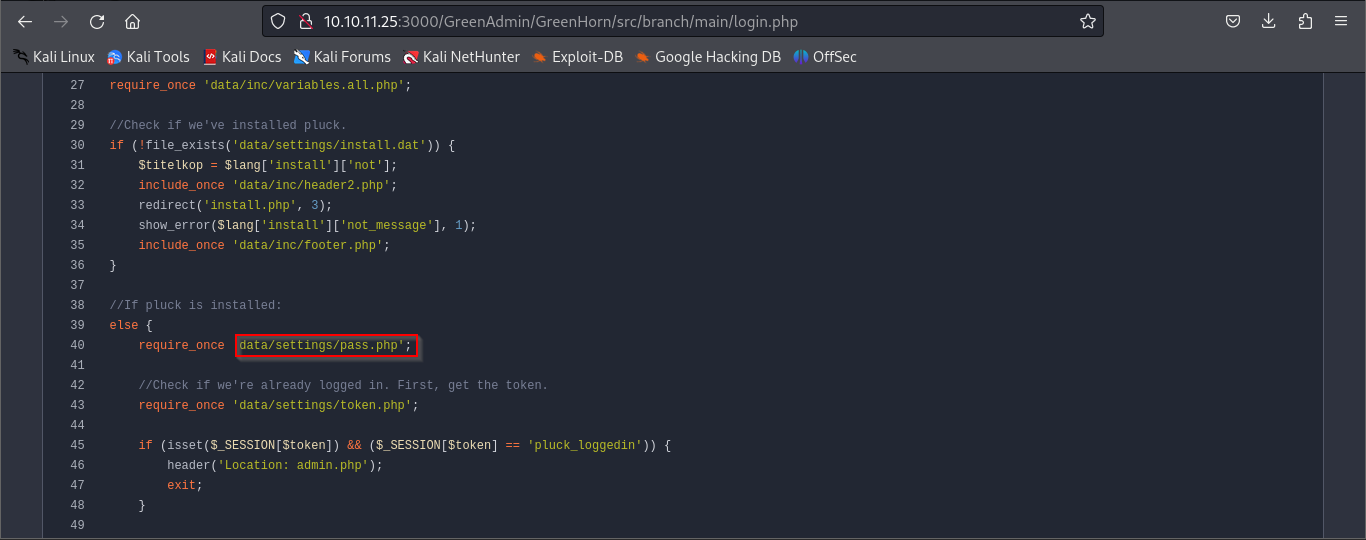 10.10.11.25:3000/GreenAdmin/GreenHorn/src/branch/main/login.php
Kali Linux Kali Tools Kali Docs Kali Forums Kali NetHunter Exploit-DB Google Hacking DB OffSec
27 require_once 'data/inc/variables.all.php';
28
29 //Check if we've installed pluck.
30 if (!file_exists('data/settings/install.dat')) {
31     $titelkop = $lang['install']['not'];
32     include_once 'data/inc/header2.php';
33     redirect('install.php', 3);
34     show_error($lang['install']['not_message'], 1);
35     include_once 'data/inc/footer.php';
36 }
37
38 //If pluck is installed:
39 else {
40     require_once 'data/settings/pass.php';
41
42     //Check if we're already logged in. First, get the token.
43     require_once 'data/settings/token.php';
44
45     if (isset($_SESSION[$token]) && ($_SESSION[$token] == 'pluck_loggedin')) {
46         header('Location: admin.php');
47         exit;
48     }
49